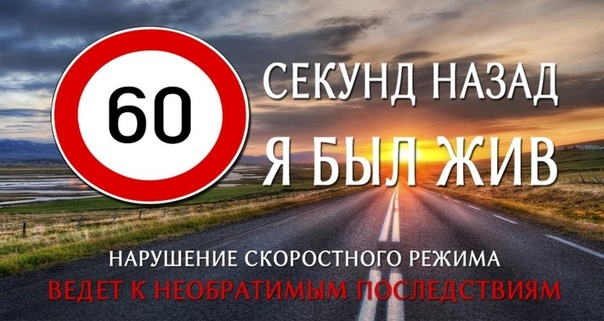 60
СЕКУНД НАЗАД
Я БЫЛ ЖИВ
НАРУШЕНИЕ СКОРОСТНОГО РЕЖИМА
ВЕДЕТ К НЕОБРАТИМЫМ ПОСЛЕДСТВИЯМ